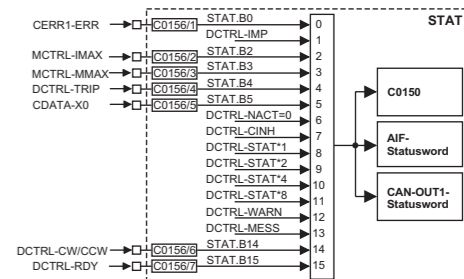 STAT
CERR1-ERR C0156/1 STAT.B0 0
DCTRL-IMP 1
MCTRL-IMAX C0156/2 STAT.B2 2
MCTRL-MMAX C0156/3 STAT.B3 3
DCTRL-TRIP C0156/4 STAT.B4 4
CDATA-X0 C0156/5 STAT.B5 5
DCTRL-NACT=0 6
DCTRL-CINH 7
DCTRL-STAT*1 8
DCTRL-STAT*2 9
DCTRL-STAT*4 10
DCTRL-STAT*8 11
DCTRL-WARN 12
DCTRL-MESS 13
DCTRL-CW/CCW C0156/6 STAT.B14 14
DCTRL-RDY C0156/7 STAT.B15 15
C0150
AIF-
Statusword
CAN-OUT1-
Statusword